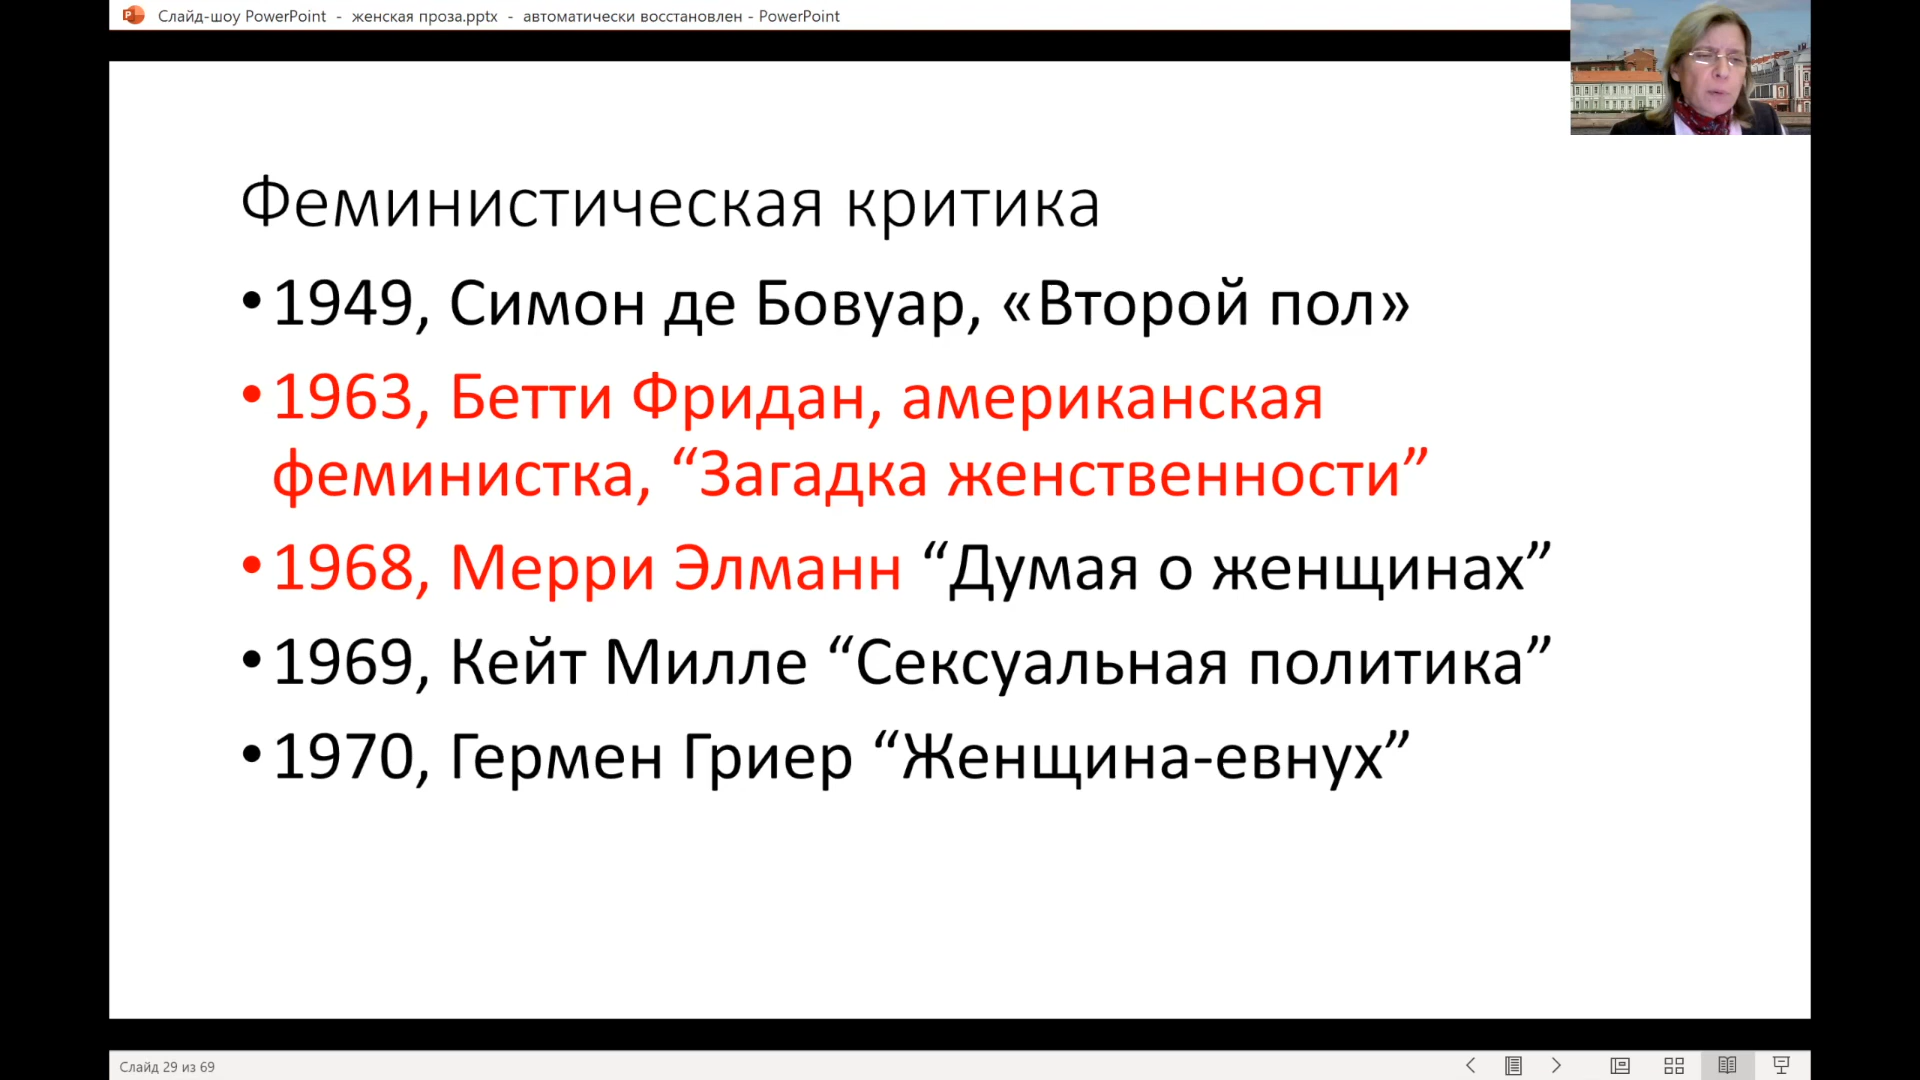 Слайд-шоу PowerPoint - женская проза.pptx - автоматически восстановлен - PowerPoint
Феминистическая критика
•1949, Симон де Бовуар, «Второй пол»
•1963, Бетти Фридан, американская
феминистка, “Загадка женственности”
•1968, Мерри Элманн “Думая о женщинах”
•1969, Кейт Милле “Сексуальная политика”
•1970, Гермен Гриер “Женщина-евнух”
Слайд 29 из 69